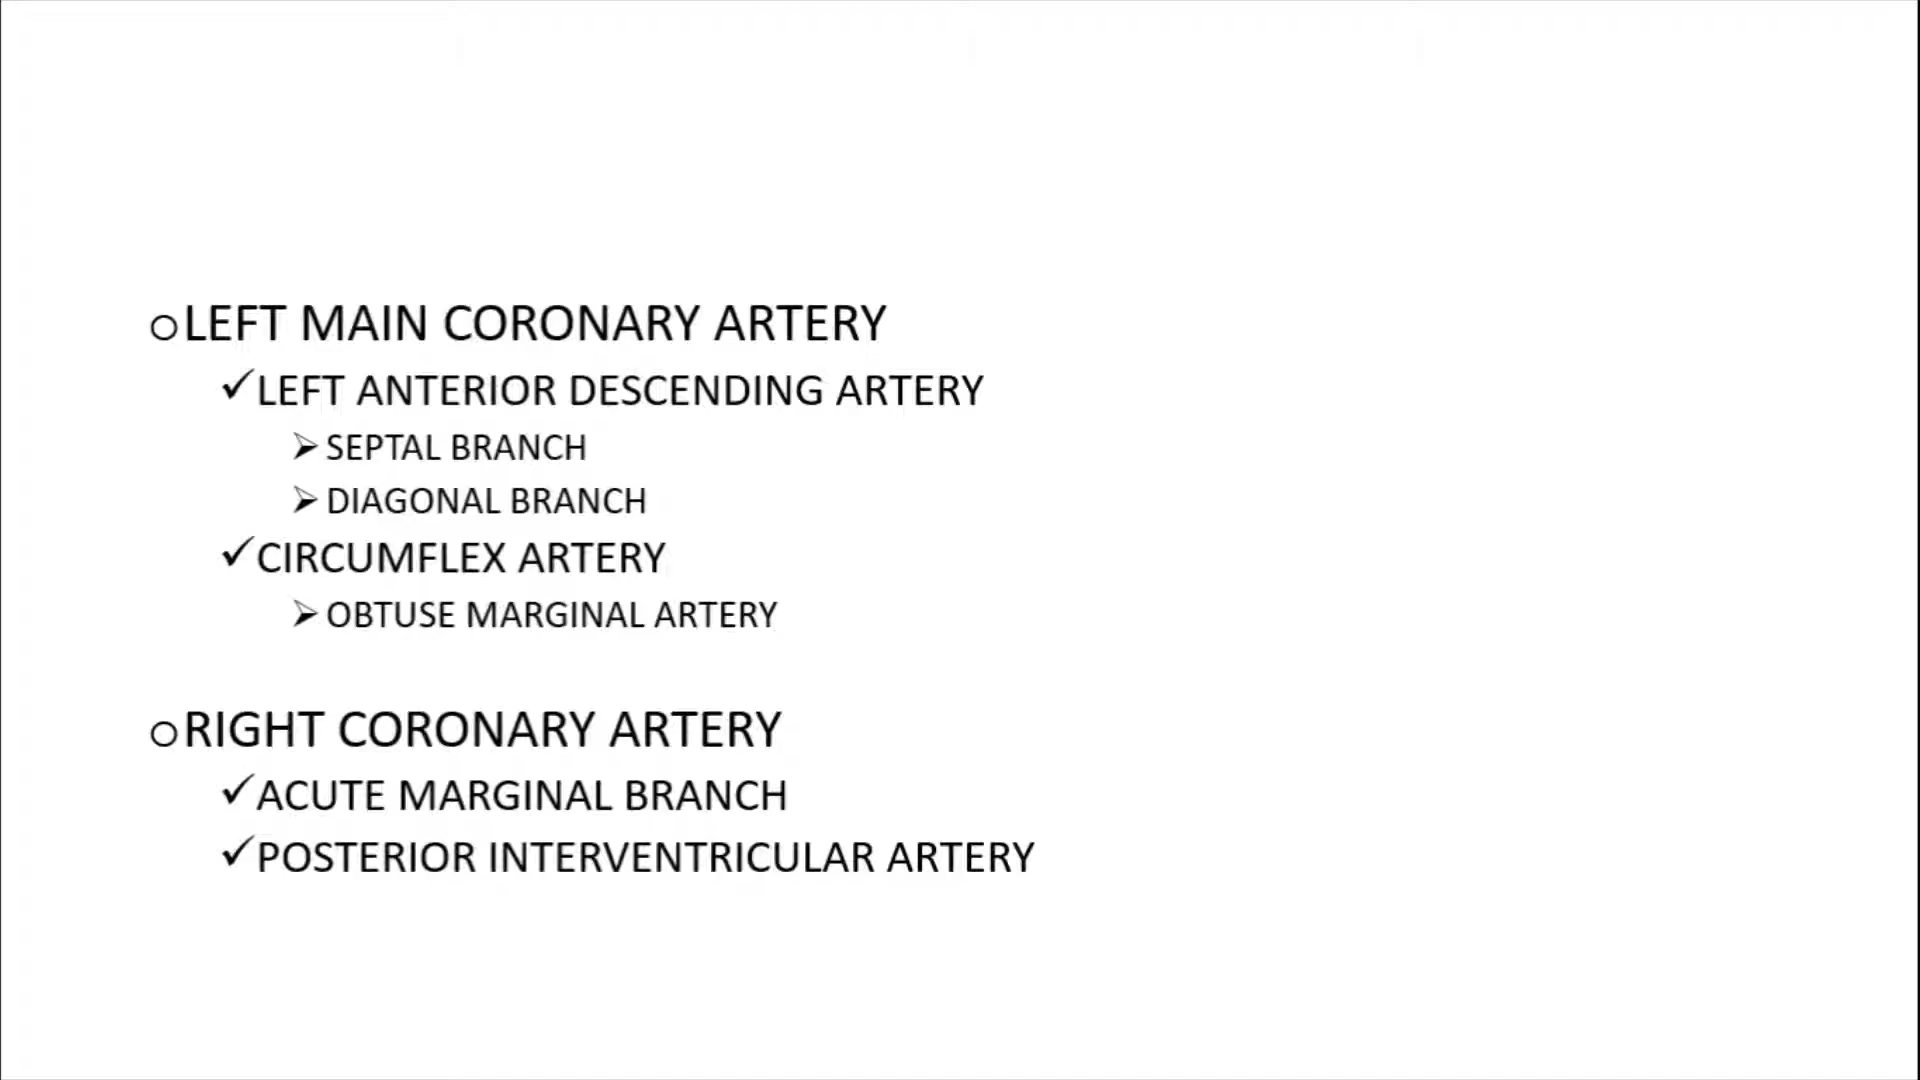 LEFT MAIN CORONARY ARTERY
LEFT ANTERIOR DESCENDING ARTERY
SEPTAL BRANCH
DIAGONAL BRANCH
CIRCUMFLEX ARTERY
OBTUSE MARGINAL ARTERY
RIGHT CORONARY ARTERY
ACUTE MARGINAL BRANCH
POSTERIOR INTERVENTRICULAR ARTERY